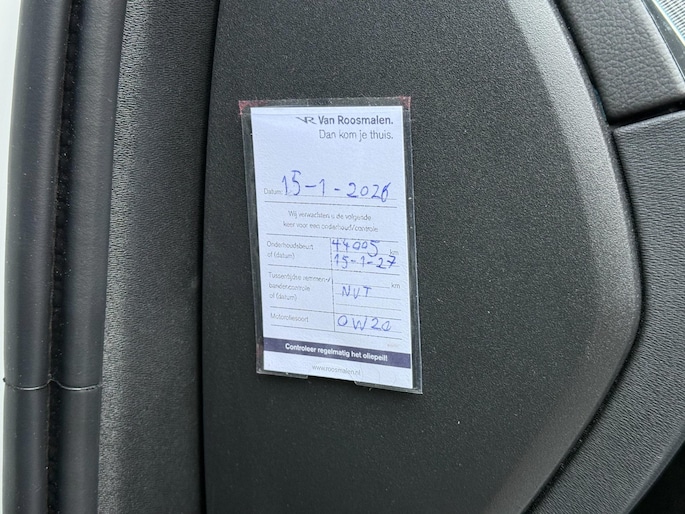 VR Van Roosmalen.
Dan kom je thuis.
Datum: 15-1-2026
Wij verwachten u de volgende
keer voor een onderhoud/controle
Onderhoudsbeurt 44005 km
of (datum) 15-1-27
Tussentijdse remmen-/ km
bandencontrole NVT
of (datum)
Motoroliesoort 0W20
Controleer regelmatig het oliepeil!
www.roosmalen.nl